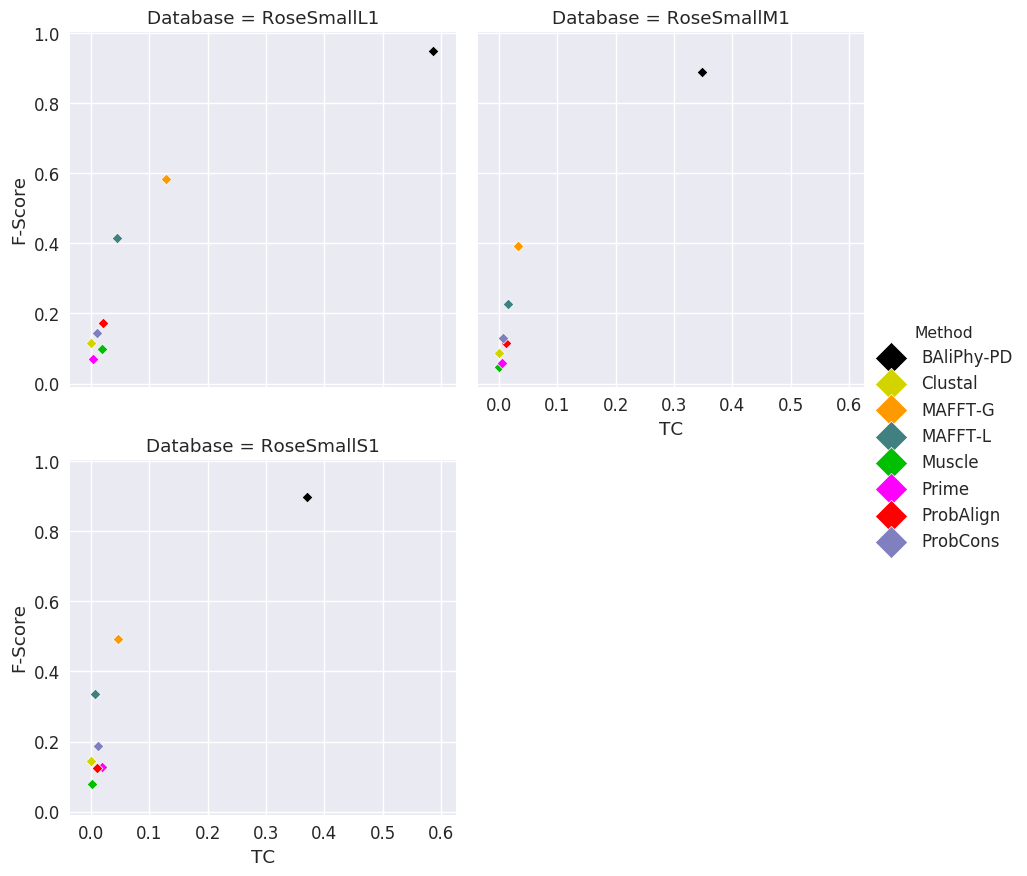 Database = RoseSmallL1
Database = RoseSmallM1
1.0
0.8
0.6
0.4
0.2
0.0
F-Score
0.0 0.1 0.2 0.3 0.4 0.5 0.6
TC
Database = RoseSmallS1
1.0
0.8
0.6
0.4
0.2
0.0
F-Score
0.0 0.1 0.2 0.3 0.4 0.5 0.6
TC
Method
BAliPhy-PD
Clustal
MAFFT-G
MAFFT-L
Muscle
Prime
ProbAlign
ProbCons